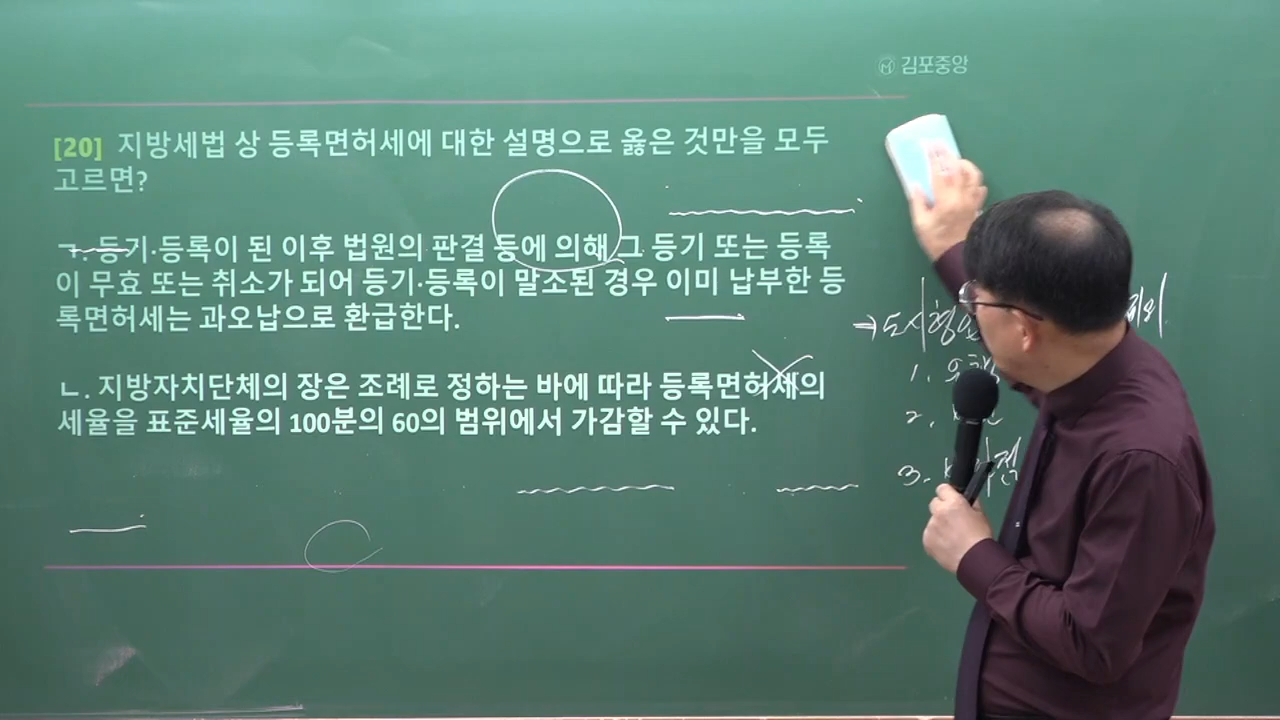 김포중앙
[20] 지방세법 상 등록면허세에 대한 설명으로 옳은 것만을 모두
고르면?
ㄱ. 등기·등록이 된 이후 법원의 판결 등에 의해 그 등기 또는 등록
이 무효 또는 취소가 되어 등기·등록이 말소된 경우 이미 납부한 등
록면허세는 과오납으로 환급한다.
ㄴ. 지방자치단체의 장은 조례로 정하는 바에 따라 등록면허세의
세율을 표준세율의 100분의 60의 범위에서 가감할 수 있다.
⇒도시형
1.
2.
3.